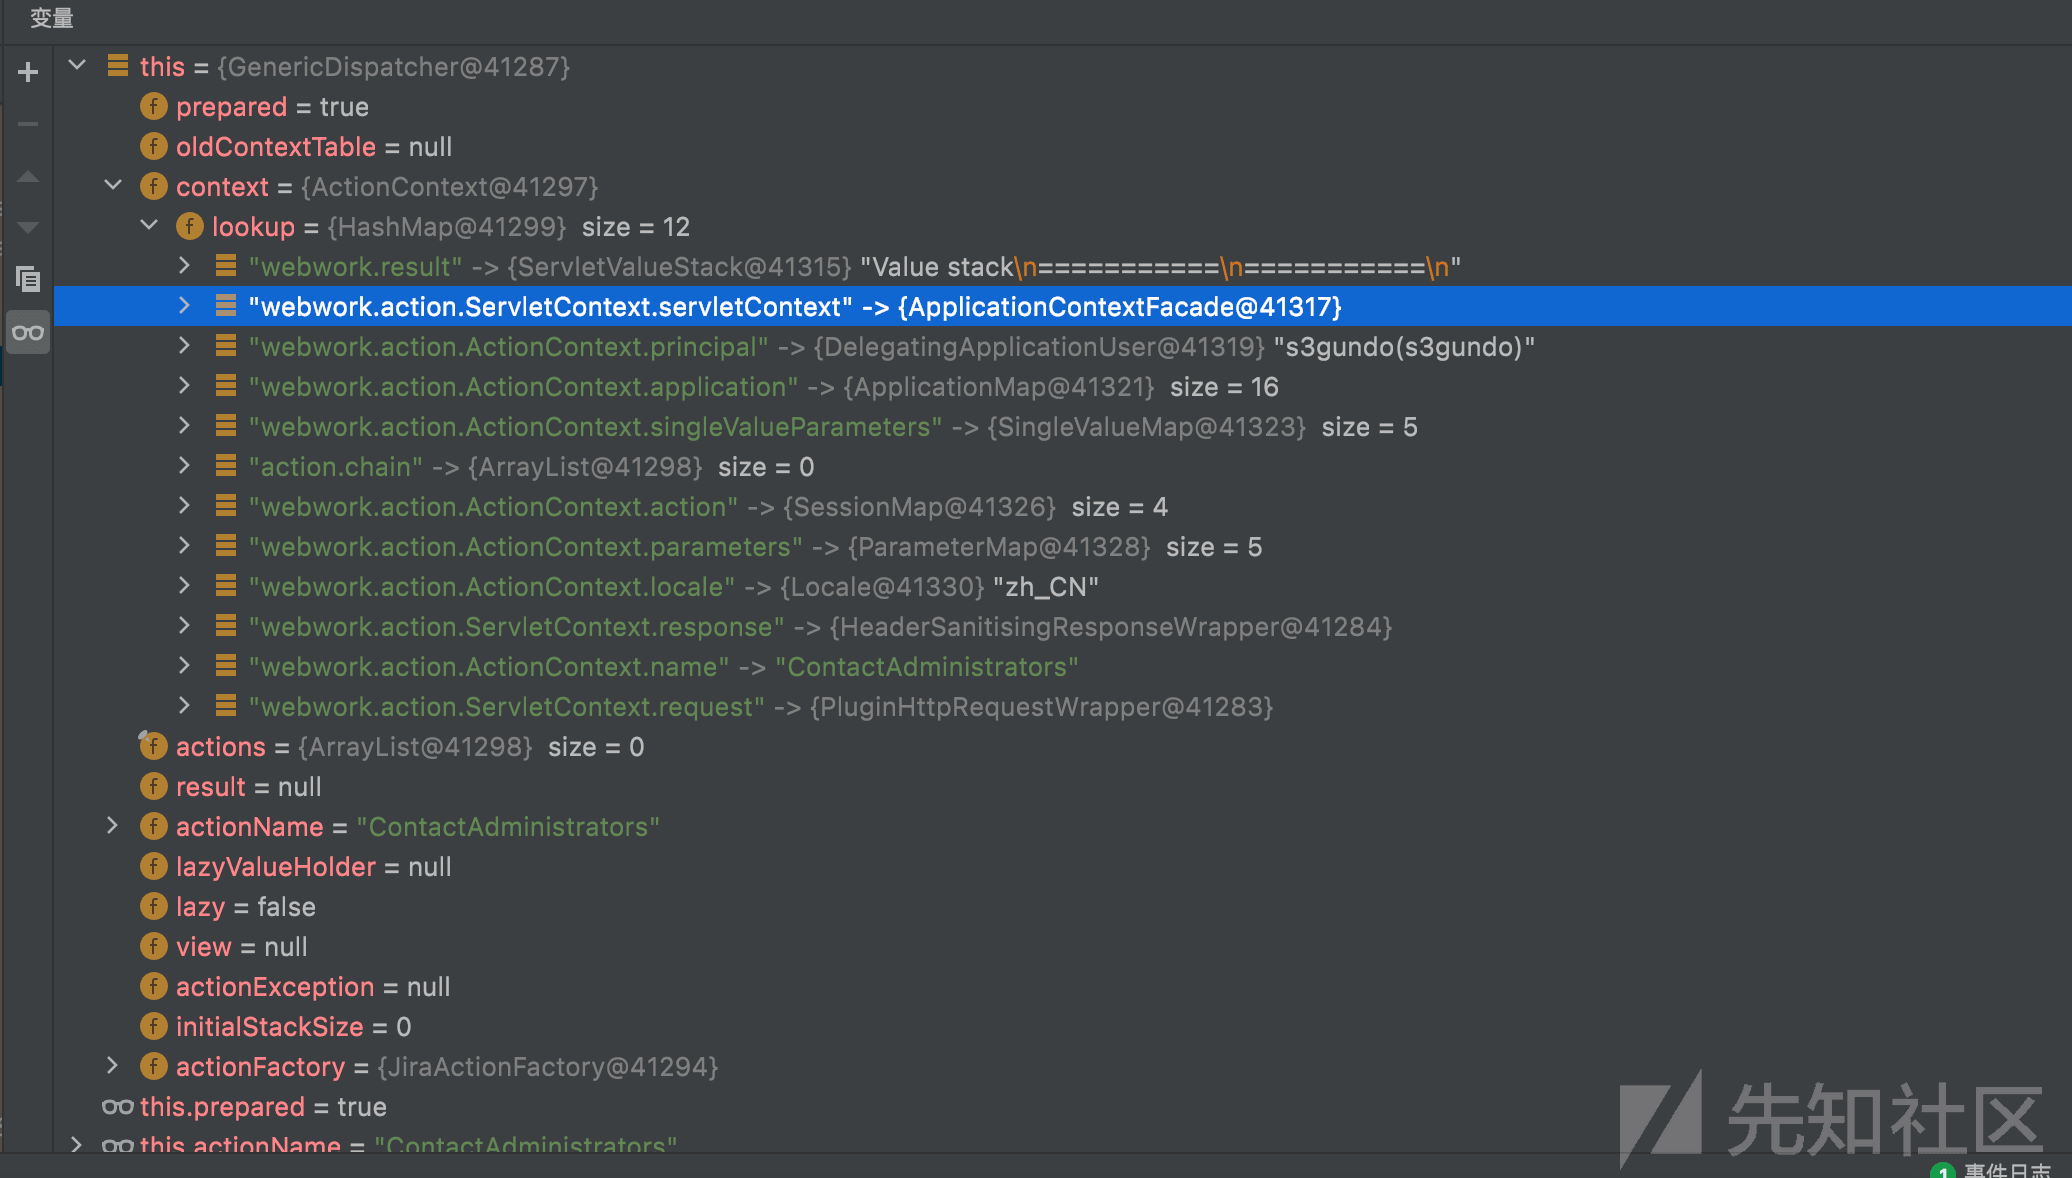 变量
this = {GenericDispatcher@41287}
prepared = true
oldContextTable = null
context = {ActionContext@41297}
lookup = {HashMap@41299} size = 12
"webwork.result" -> {ServletValueStack@41315} "Value stack\n===========\n===========\n"
"webwork.action.ServletContext.servletContext" -> {ApplicationContextFacade@41317}
"webwork.action.ActionContext.principal" -> {DelegatingApplicationUser@41319} "s3gundo(s3gundo)"
"webwork.action.ActionContext.application" -> {ApplicationMap@41321} size = 16
"webwork.action.ActionContext.singleValueParameters" -> {SingleValueMap@41323} size = 5
"action.chain" -> {ArrayList@41298} size = 0
"webwork.action.ActionContext.action" -> {SessionMap@41326} size = 4
"webwork.action.ActionContext.parameters" -> {ParameterMap@41328} size = 5
"webwork.action.ActionContext.locale" -> {Locale@41330} "zh_CN"
"webwork.action.ServletContext.response" -> {HeaderSanitisingResponseWrapper@41284}
"webwork.action.ActionContext.name" -> "ContactAdministrators"
"webwork.action.ServletContext.request" -> {PluginHttpRequestWrapper@41283}
actions = {ArrayList@41298} size = 0
result = null
actionName = "ContactAdministrators"
lazyValueHolder = null
lazy = false
view = null
actionException = null
initialStackSize = 0
actionFactory = {JiraActionFactory@41294}
this.prepared = true
this.actionName = "ContactAdministrators"
先知社区
1 事件日志